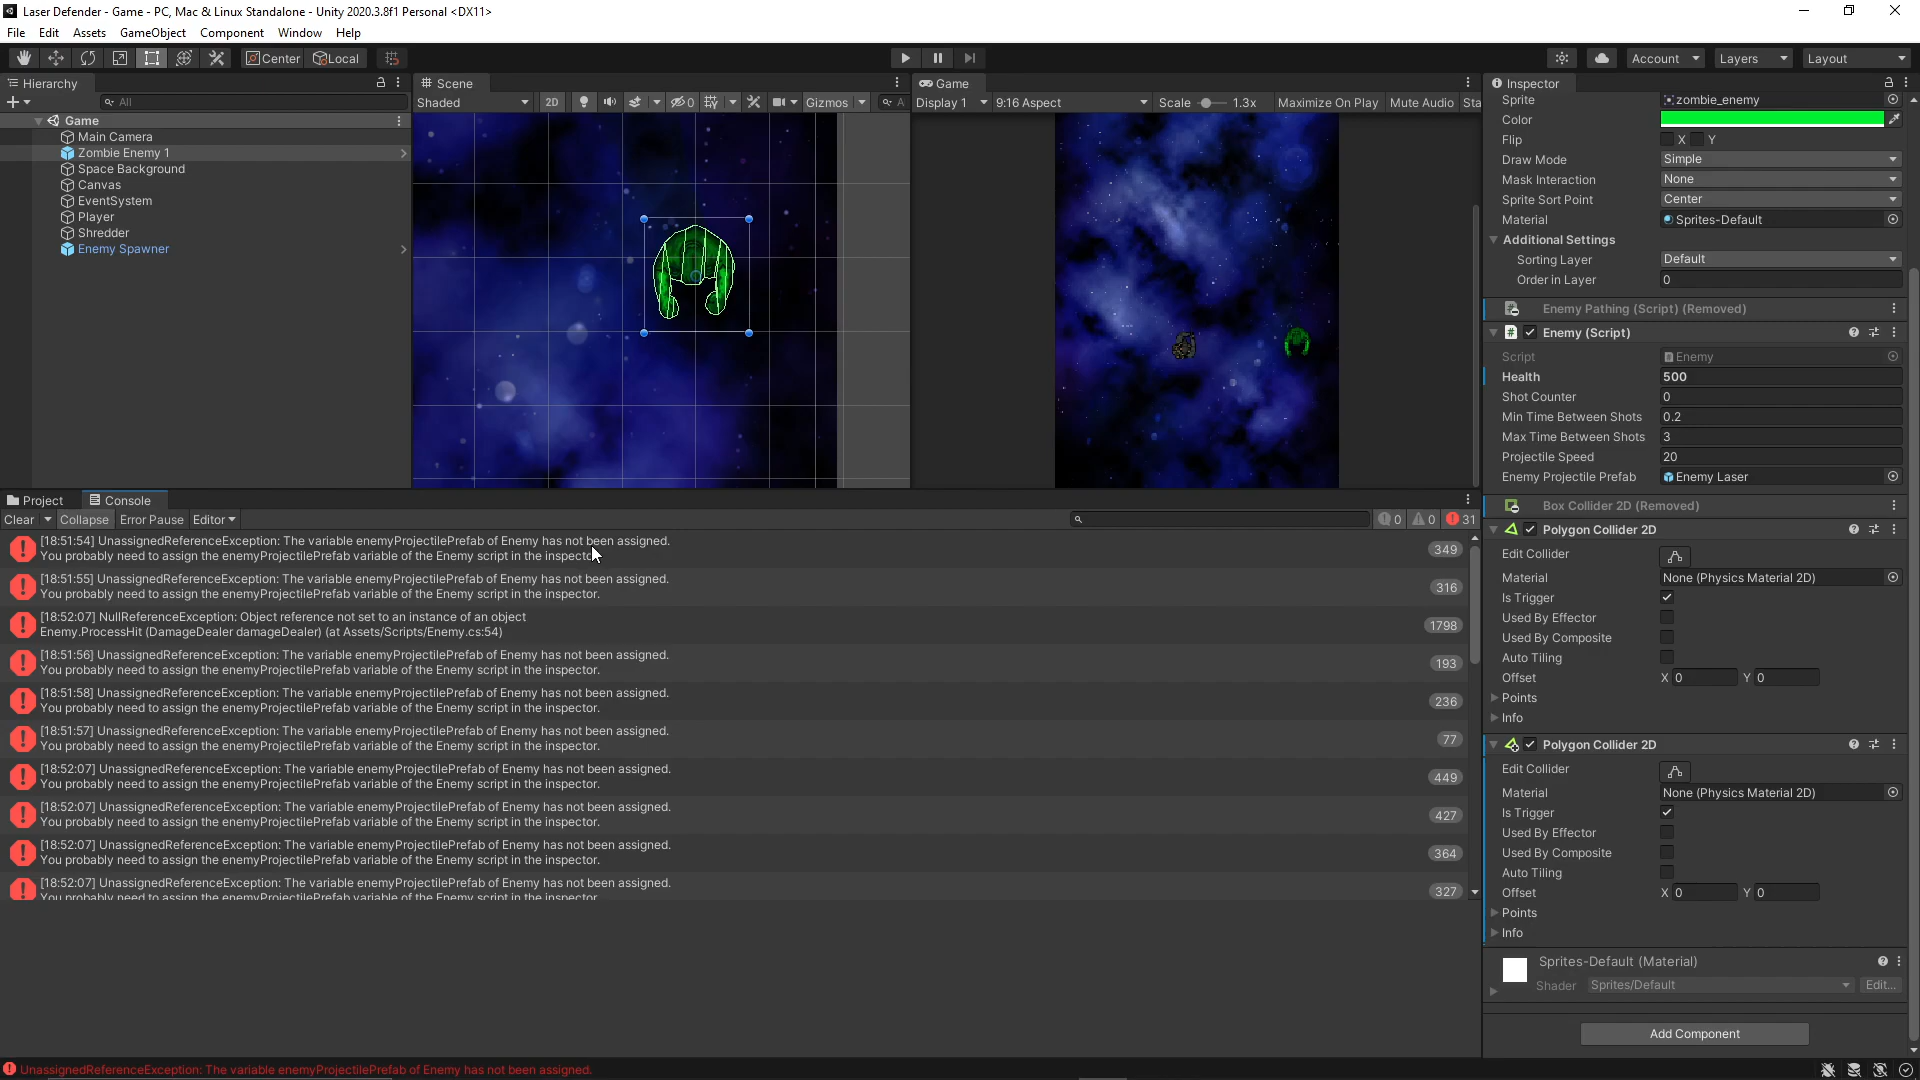 Laser Defender - Game - PC, Mac & Linux Standalone - Unity 2020.3.8f1 Personal <DX11>
File Edit Assets GameObject Component Window Help
Center Local Account Layers Layout
Hierarchy
All
Game
Main Camera
Zombie Enemy 1
Space Background
Canvas
EventSystem
Player
Shredder
Enemy Spawner
Scene
Shaded 2D 0 Gizmos A
Game
Display 1 9:16 Aspect Scale 1.3x Maximize On Play Mute Audio Sta
Project Console
Clear Collapse Error Pause Editor 0 0 31
[18:51:54] UnassignedReferenceException: The variable enemyProjectilePrefab of Enemy has not been assigned.
You probably need to assign the enemyProjectilePrefab variable of the Enemy script in the inspector.
349
[18:51:55] UnassignedReferenceException: The variable enemyProjectilePrefab of Enemy has not been assigned.
You probably need to assign the enemyProjectilePrefab variable of the Enemy script in the inspector.
316
[18:52:07] NullReferenceException: Object reference not set to an instance of an object
Enemy.ProcessHit (DamageDealer damageDealer) (at Assets/Scripts/Enemy.cs:54)
1798
[18:51:56] UnassignedReferenceException: The variable enemyProjectilePrefab of Enemy has not been assigned.
You probably need to assign the enemyProjectilePrefab variable of the Enemy script in the inspector.
193
[18:51:58] UnassignedReferenceException: The variable enemyProjectilePrefab of Enemy has not been assigned.
You probably need to assign the enemyProjectilePrefab variable of the Enemy script in the inspector.
236
[18:51:57] UnassignedReferenceException: The variable enemyProjectilePrefab of Enemy has not been assigned.
You probably need to assign the enemyProjectilePrefab variable of the Enemy script in the inspector.
77
[18:52:07] UnassignedReferenceException: The variable enemyProjectilePrefab of Enemy has not been assigned.
You probably need to assign the enemyProjectilePrefab variable of the Enemy script in the inspector.
449
[18:52:07] UnassignedReferenceException: The variable enemyProjectilePrefab of Enemy has not been assigned.
You probably need to assign the enemyProjectilePrefab variable of the Enemy script in the inspector.
427
[18:52:07] UnassignedReferenceException: The variable enemyProjectilePrefab of Enemy has not been assigned.
You probably need to assign the enemyProjectilePrefab variable of the Enemy script in the inspector.
364
[18:52:07] UnassignedReferenceException: The variable enemyProjectilePrefab of Enemy has not been assigned.
You probably need to assign the enemyProjectilePrefab variable of the Enemy script in the inspector.
327
UnassignedReferenceException: The variable enemyProjectilePrefab of Enemy has not been assigned.
Inspector
Sprite zombie_enemy
Color
Flip X Y
Draw Mode Simple
Mask Interaction None
Sprite Sort Point Center
Material Sprites-Default
Additional Settings
Sorting Layer Default
Order in Layer 0
Enemy Pathing (Script) (Removed)
Enemy (Script)
Script Enemy
Health 500
Shot Counter 0
Min Time Between Shots 0.2
Max Time Between Shots 3
Projectile Speed 20
Enemy Projectile Prefab Enemy Laser
Box Collider 2D (Removed)
Polygon Collider 2D
Edit Collider
Material None (Physics Material 2D)
Is Trigger
Used By Effector
Used By Composite
Auto Tiling
Offset X 0 Y 0
Points
Info
Polygon Collider 2D
Edit Collider
Material None (Physics Material 2D)
Is Trigger
Used By Effector
Used By Composite
Auto Tiling
Offset X 0 Y 0
Points
Info
Sprites-Default (Material)
Shader Sprites/Default Edit...
Add Component